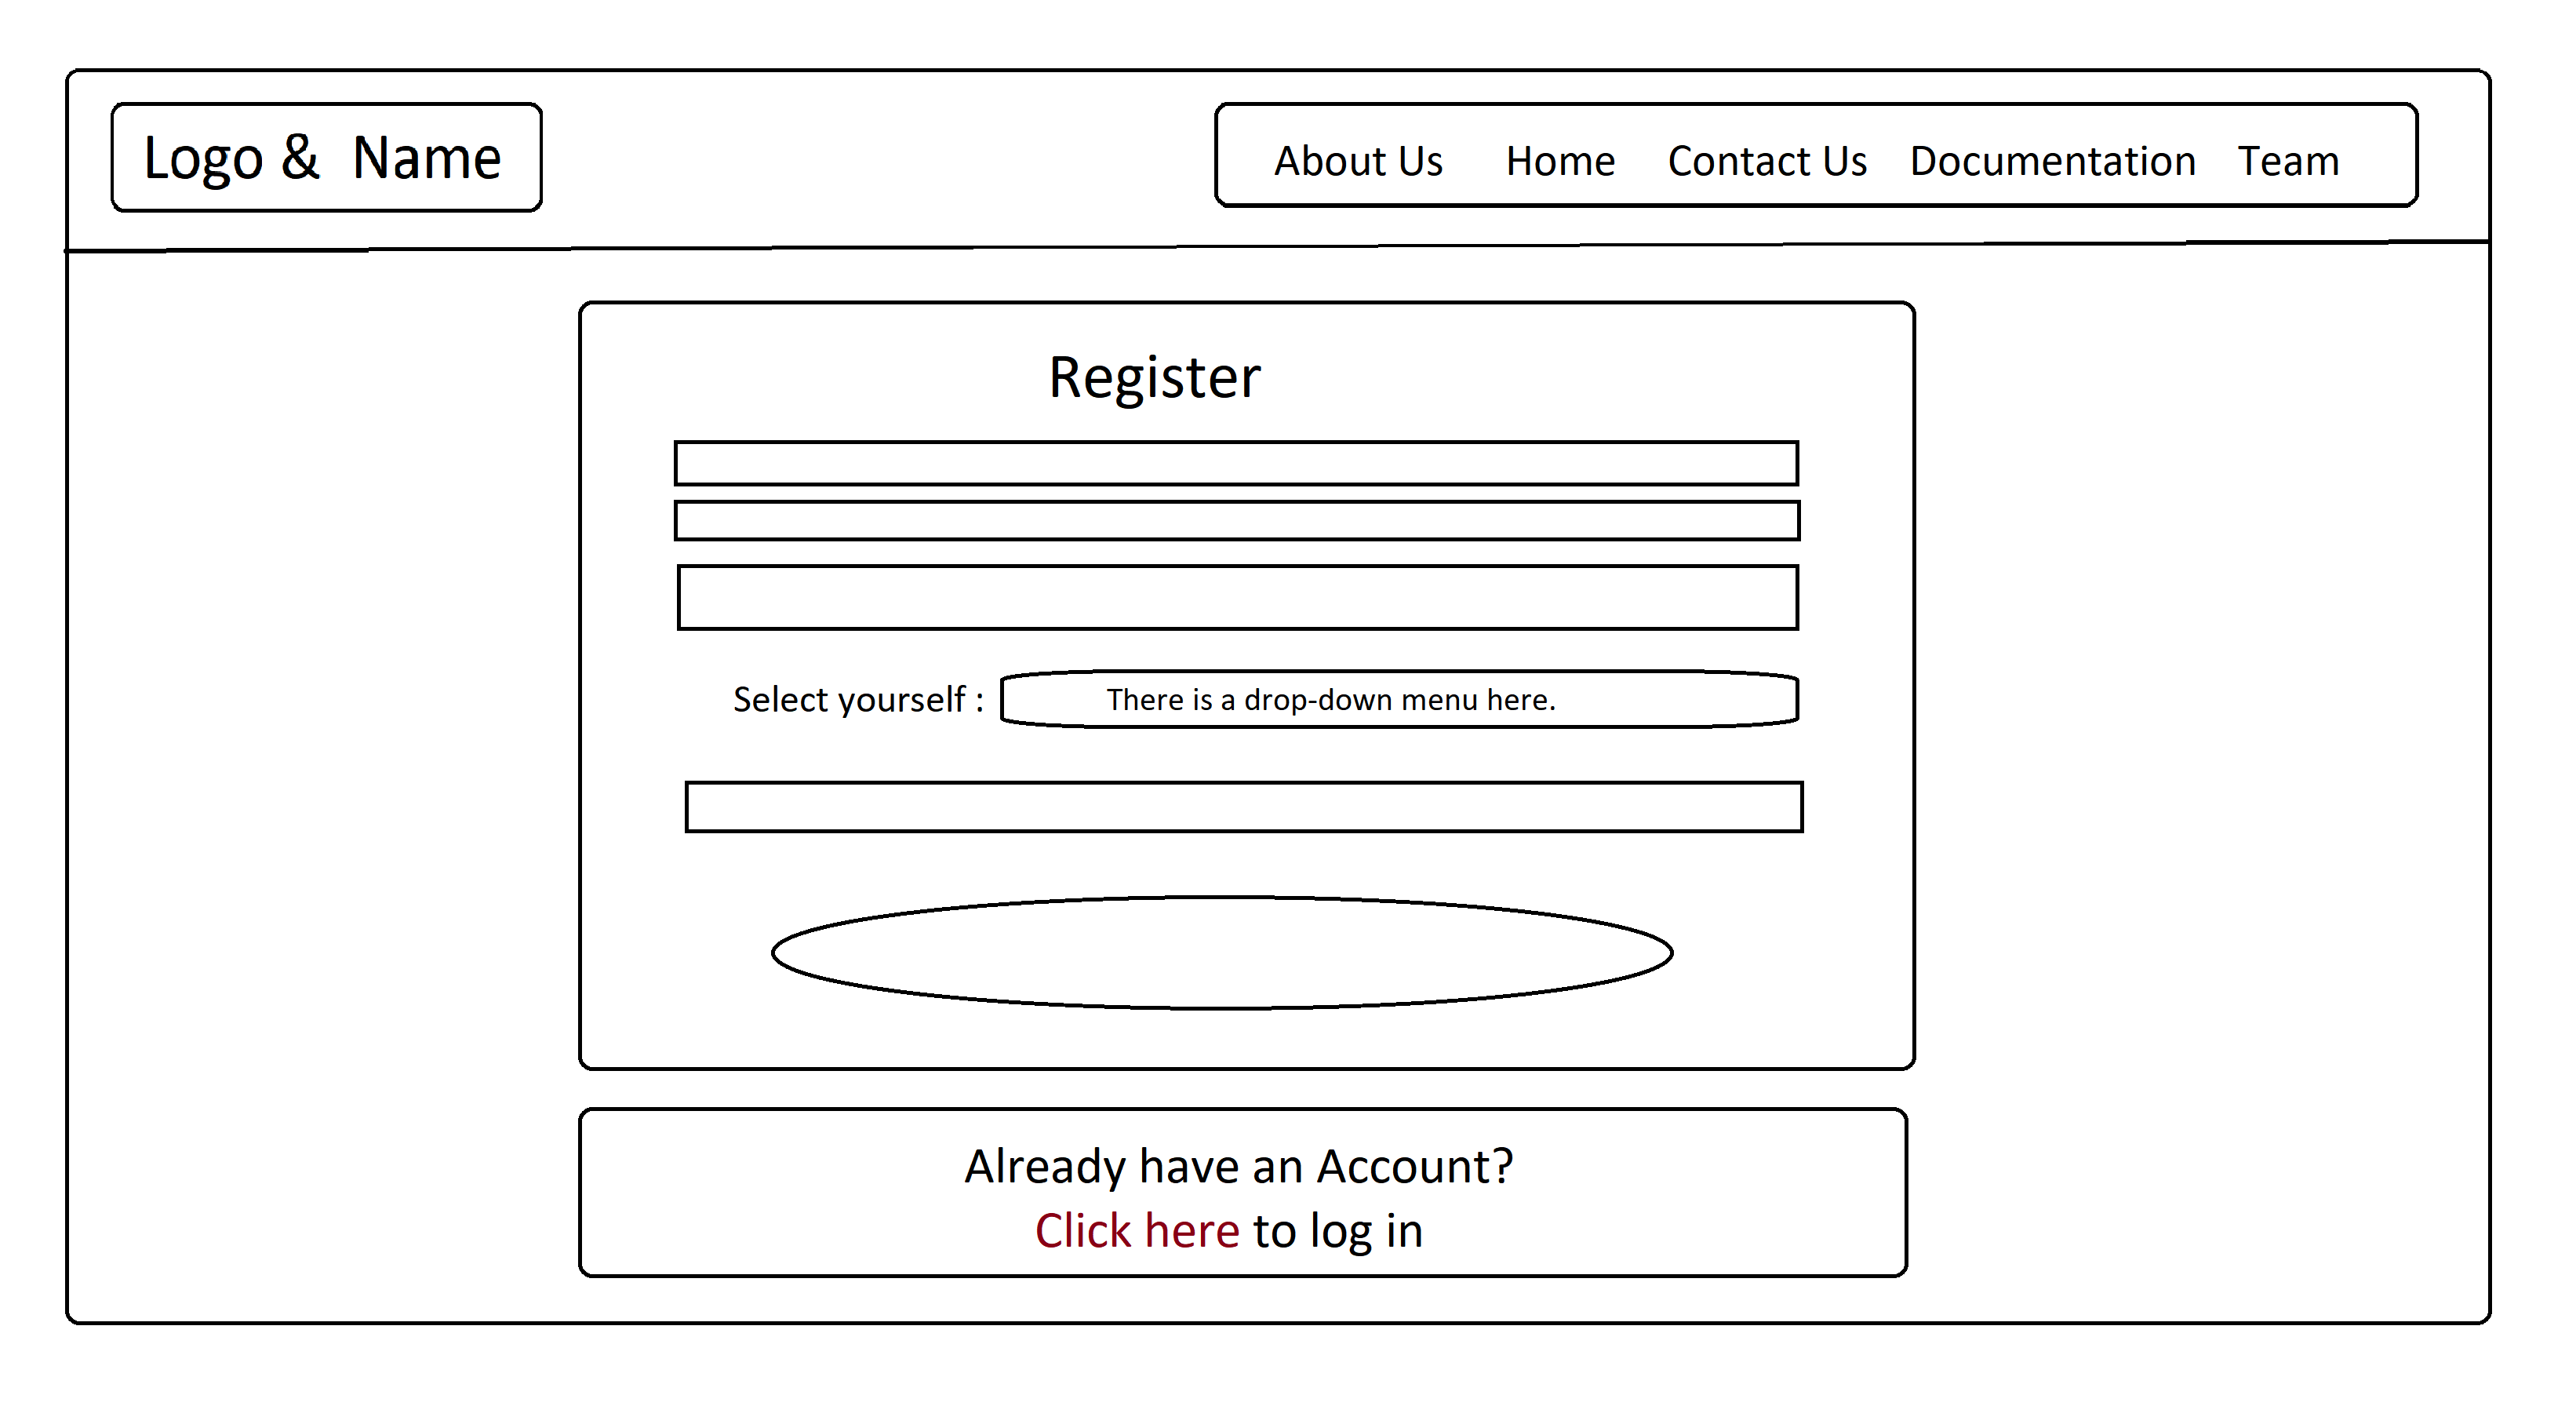 Logo & Name
About Us Home Contact Us Documentation Team
Register
Select yourself : There is a drop-down menu here.
Already have an Account?
Click here to log in